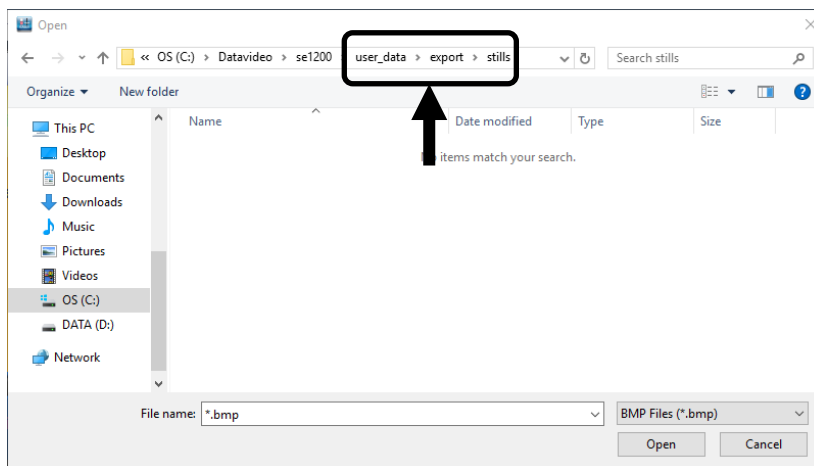 Open
« OS (C:) > Datavideo > se1200 user_data > export > stills Search stills
Organize New folder
Name Date modified Type Size
items match your search.
This PC
Desktop
Documents
Downloads
Music
Pictures
Videos
OS (C:)
DATA (D:)
Network
File name: *.bmp BMP Files (*.bmp)
Open Cancel